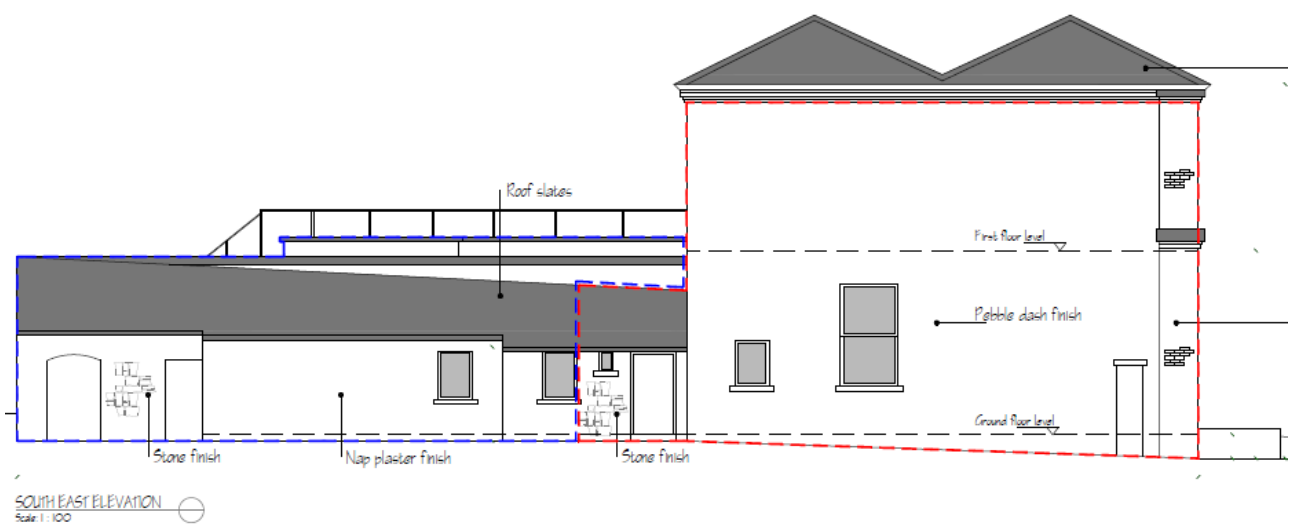 Roof slates
First floor level
Pebble dash finish
Ground floor level
Stone finish
Nap plaster finish
Stone finish
SOUTH EAST ELEVATION
Scale: 1 : 100